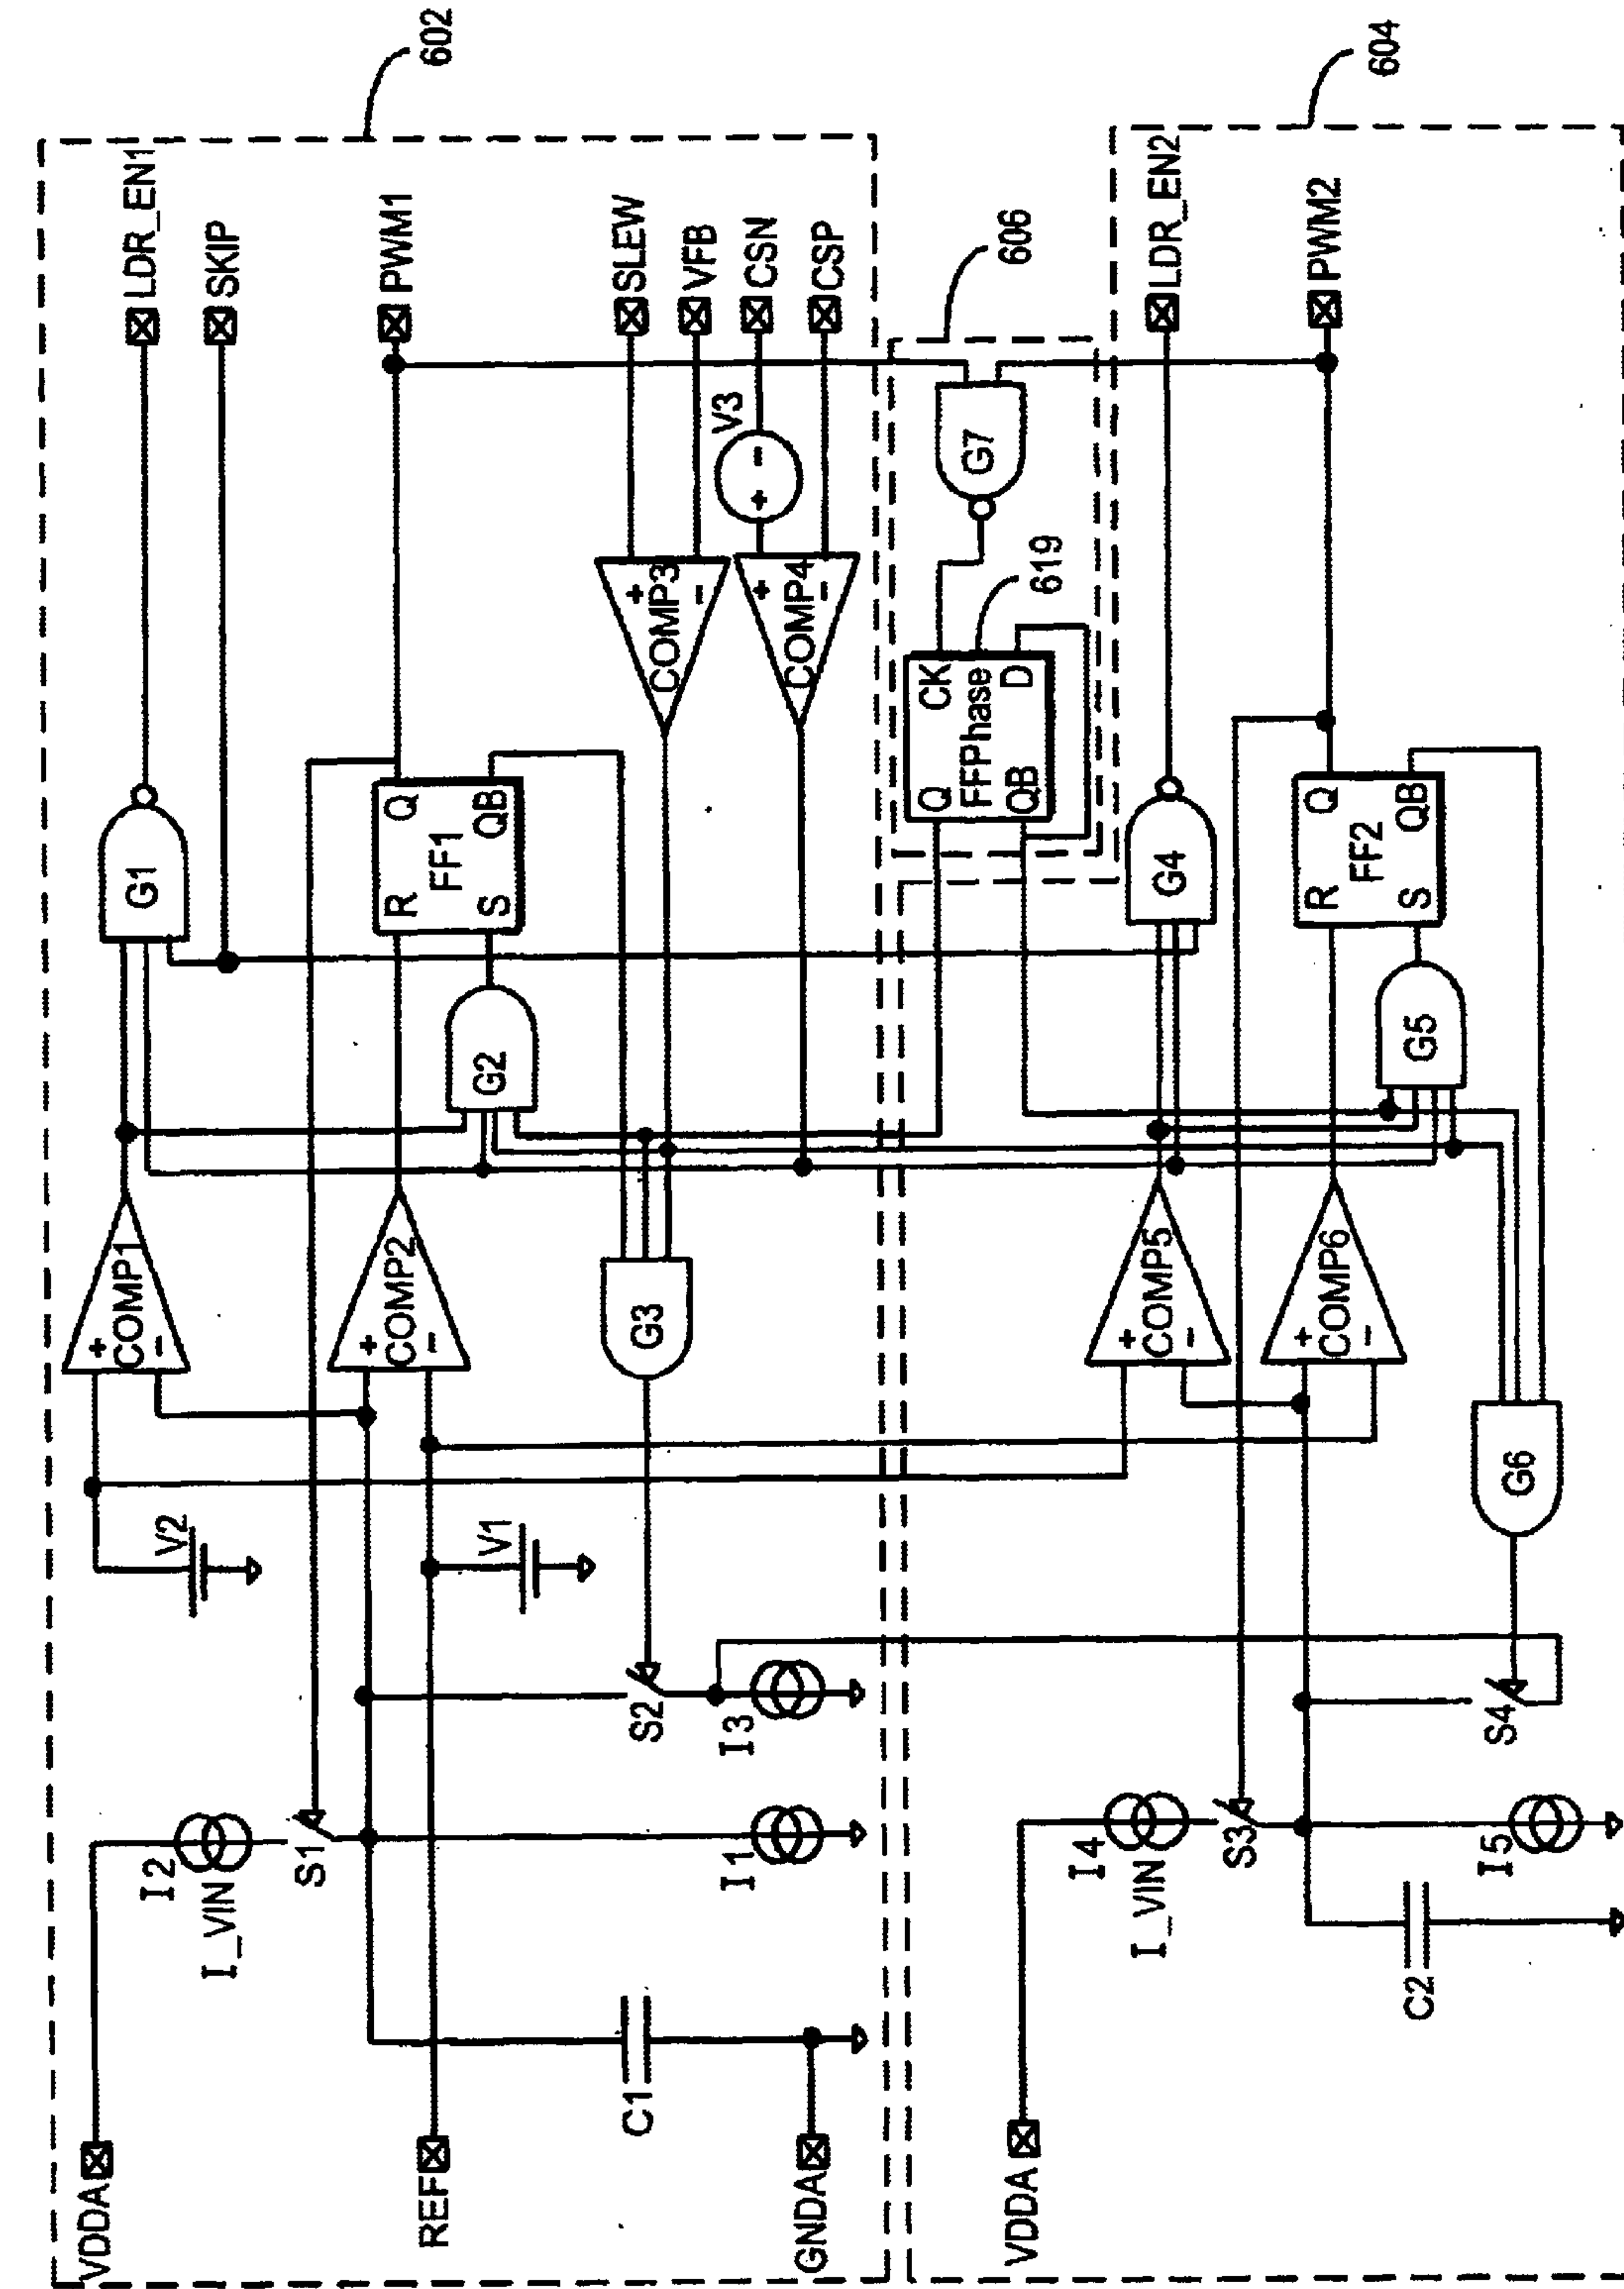 602
LDR_EN1
SKIP
PWM1
SLEW
VFB
CSN
CSP
V3
+ -
G1
R Q
FF1
S QB
G2
G3
+
COMP1
-
+
COMP2
-
+
COMP3
-
+
COMP4
-
V2
V1
I2
I_VIN
S1
S2
I3
I1
C1
VDDA
REF
GNDA
606
G7
619
Q CK
FFPhase
QB D
604
LDR_EN2
PWM2
G4
R Q
FF2
S QB
G5
G6
+
COMP5
-
+
COMP6
-
I4
I_VIN
S3
S4
I5
C2
VDDA